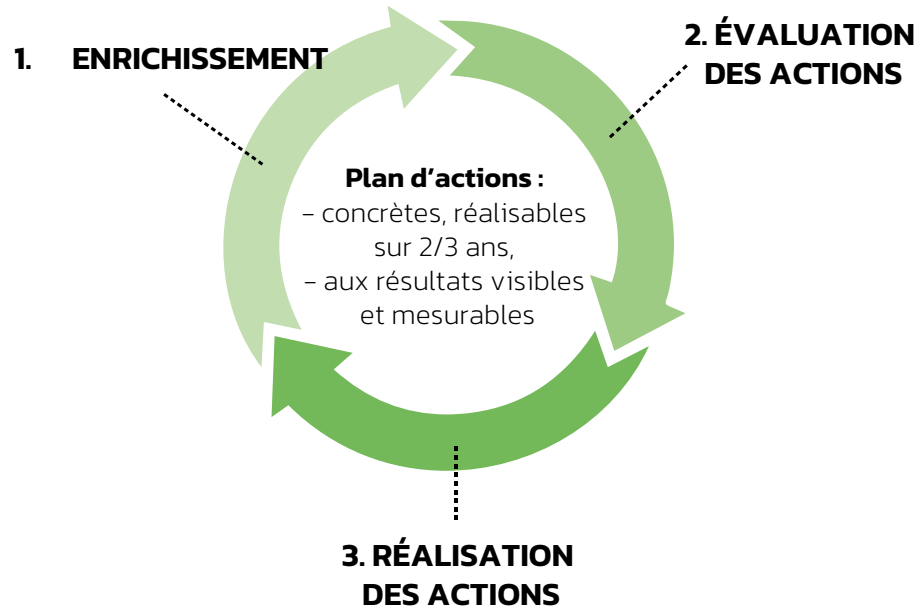 1. ENRICHISSEMENT
2. ÉVALUATION
DES ACTIONS
Plan d’actions :
– concrètes, réalisables
sur 2/3 ans,
– aux résultats visibles
et mesurables
3. RÉALISATION
DES ACTIONS